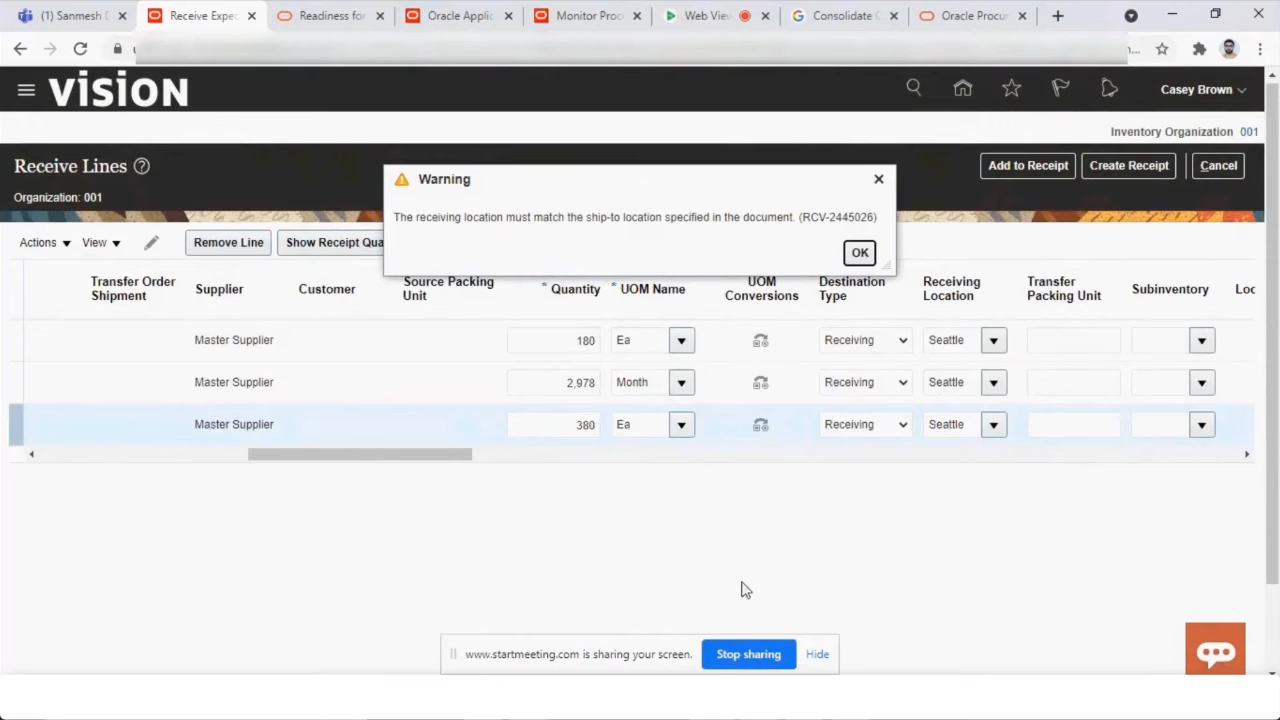 (1) Sanmesh D
Receive Expec
Readiness for
Oracle Applic
Monitor Proc
Web View
Consolidate C
Oracle Procur
VISION
Casey Brown
Inventory Organization 001
Receive Lines
Add to Receipt
Create Receipt
Cancel
Organization: 001
Warning
The receiving location must match the ship-to location specified in the document. (RCV-2445026)
OK
Actions
View
Remove Line
Show Receipt Qua
Transfer Order Shipment
Supplier
Customer
Source Packing Unit
* Quantity
* UOM Name
UOM Conversions
Destination Type
Receiving Location
Transfer Packing Unit
Subinventory
Loc
Master Supplier 180 Ea Receiving Seattle
Master Supplier 2,978 Month Receiving Seattle
Master Supplier 380 Ea Receiving Seattle
www.startmeeting.com is sharing your screen.
Stop sharing
Hide